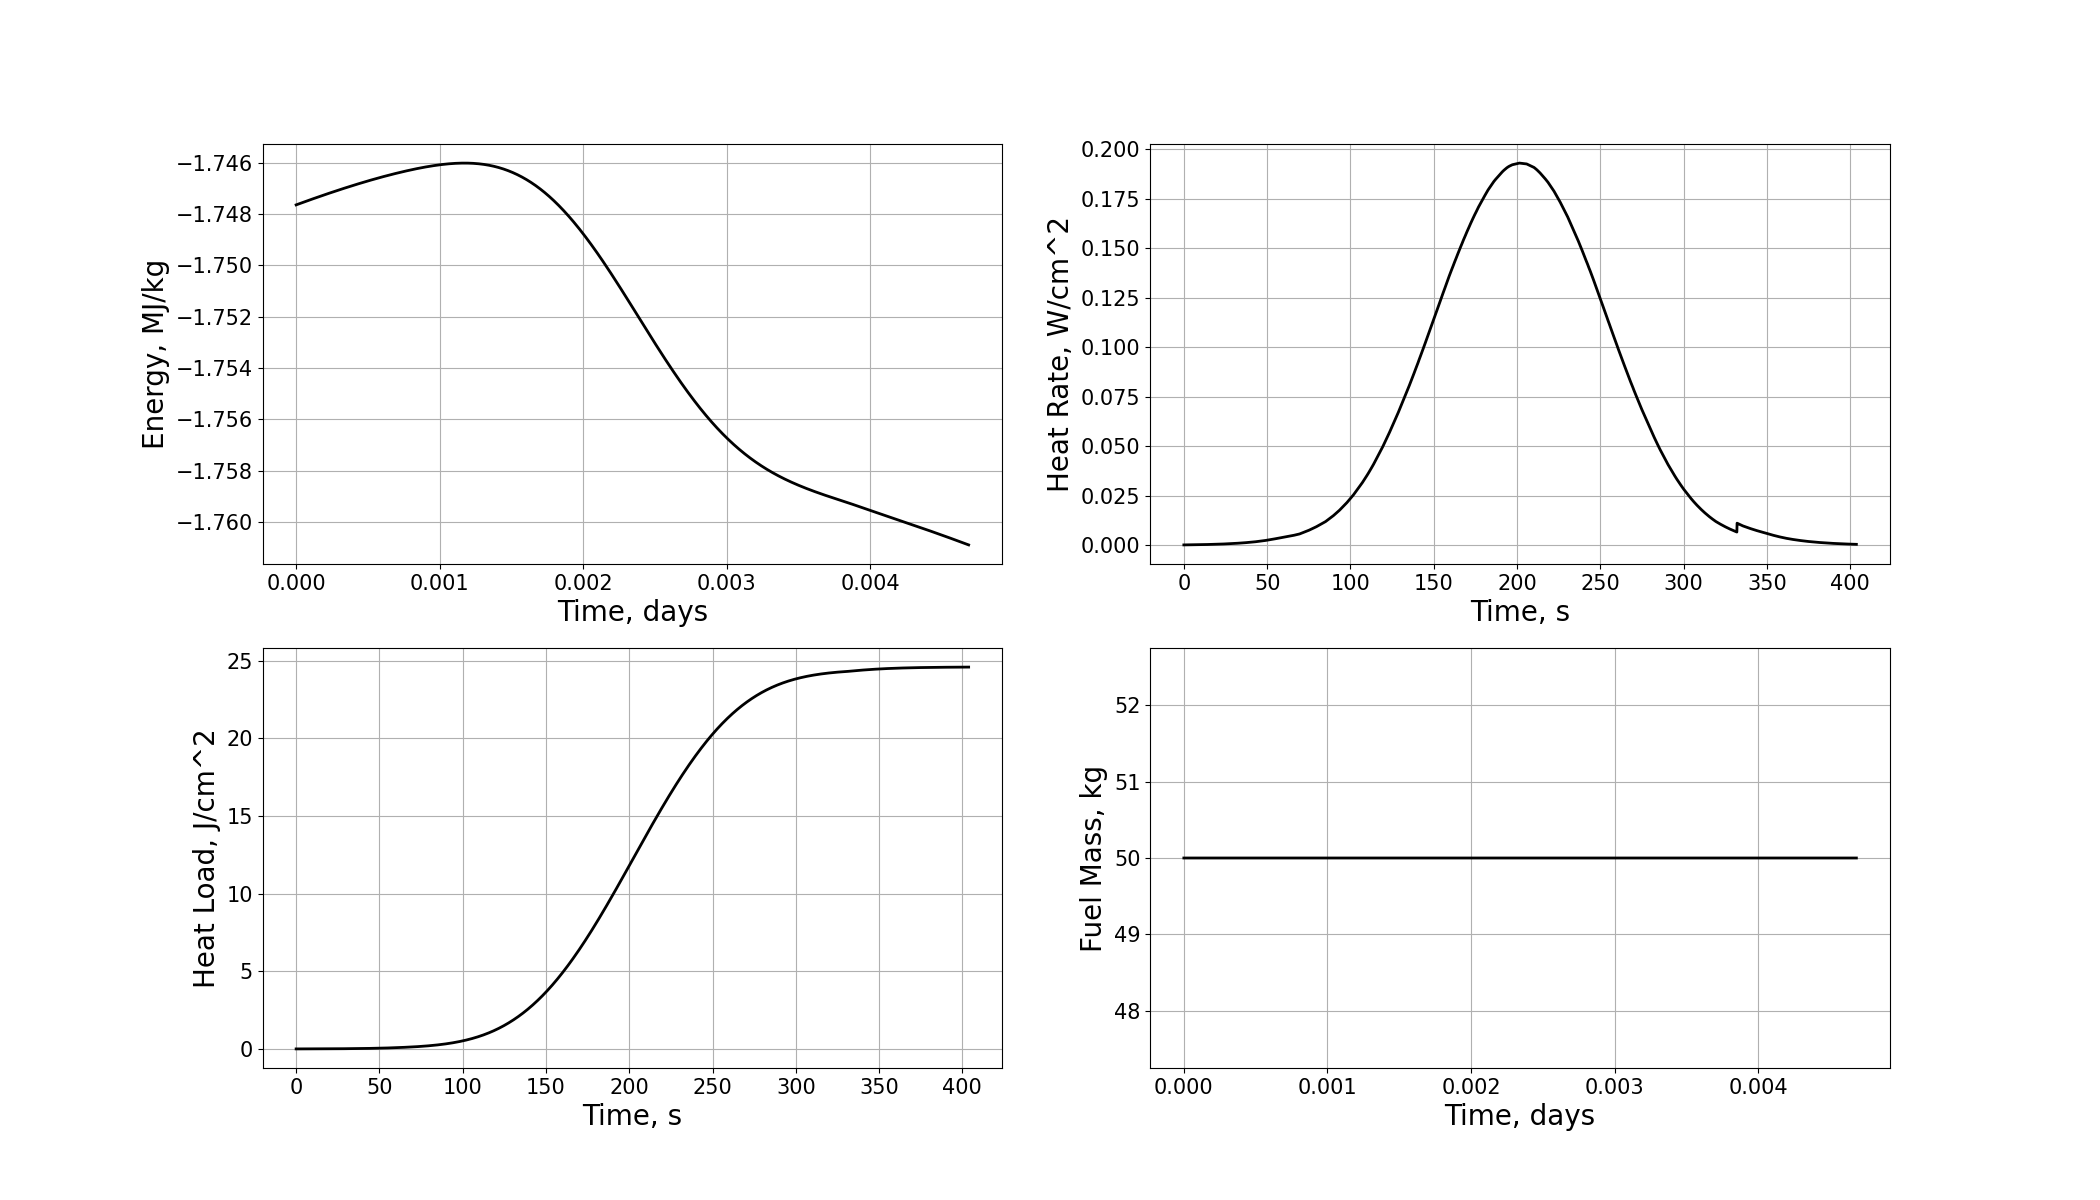 Energy, MJ/kg
−1.746
−1.748
−1.750
−1.752
−1.754
−1.756
−1.758
−1.760
0.000 0.001 0.002 0.003 0.004
Time, days
Heat Rate, W/cm^2
0.200
0.175
0.150
0.125
0.100
0.075
0.050
0.025
0.000
0 50 100 150 200 250 300 350 400
Time, s
Heat Load, J/cm^2
25
20
15
10
5
0
0 50 100 150 200 250 300 350 400
Time, s
Fuel Mass, kg
52
51
50
49
48
0.000 0.001 0.002 0.003 0.004
Time, days